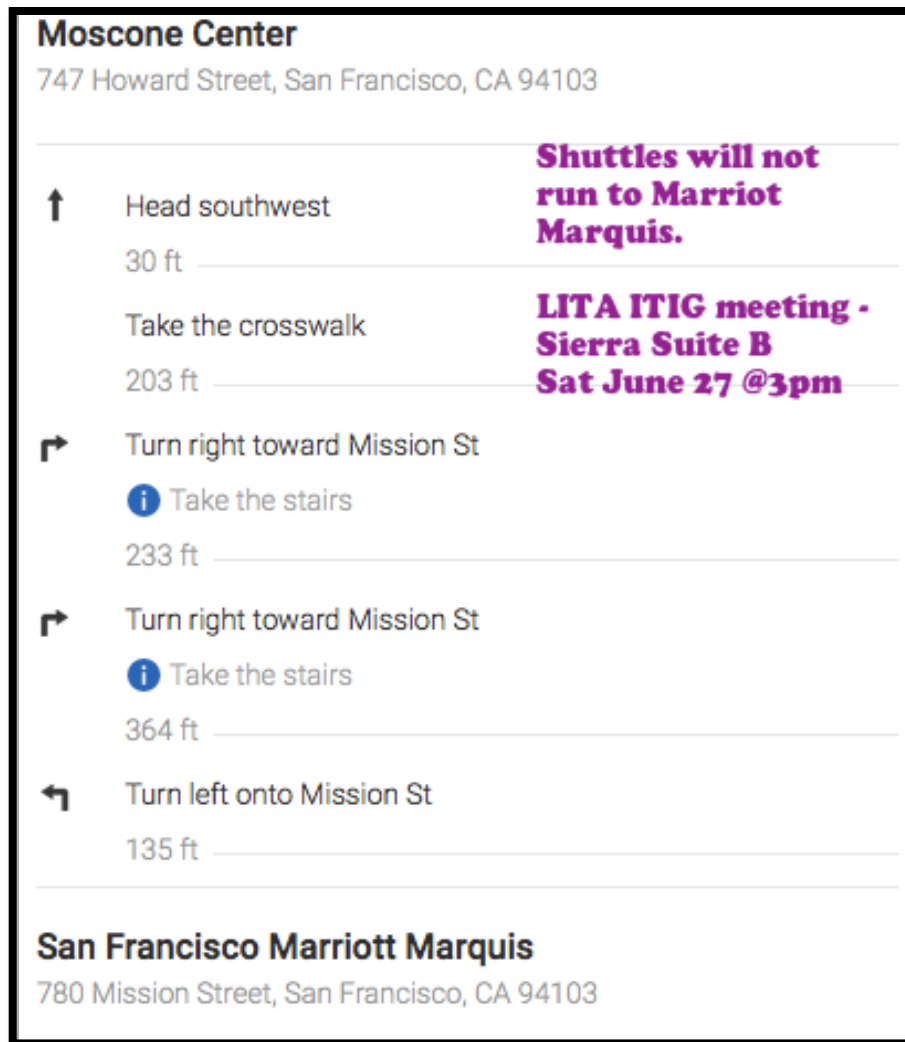 Moscone Center
747 Howard Street, San Francisco, CA 94103
Shuttles will not
run to Marriot
Marquis.
Head southwest
30 ft
LITA ITIG meeting -
Sierra Suite B
Sat June 27 @3pm
Take the crosswalk
203 ft
Turn right toward Mission St
Take the stairs
233 ft
Turn right toward Mission St
Take the stairs
364 ft
Turn left onto Mission St
135 ft
San Francisco Marriott Marquis
780 Mission Street, San Francisco, CA 94103